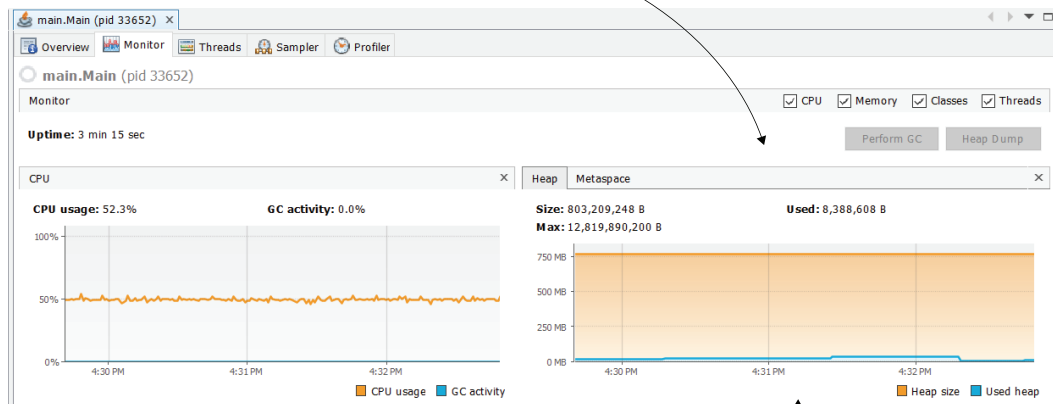 main.Main (pid 33652)
Overview Monitor Threads Sampler Profiler
main.Main (pid 33652)
Monitor CPU Memory Classes Threads
Uptime: 3 min 15 sec Perform GC Heap Dump
CPU Heap Metaspace
CPU usage: 52.3% GC activity: 0.0% Size: 803,209,248 B Used: 8,388,608 B
Max: 12,819,890,200 B
100%
750 MB
500 MB
50%
250 MB
0% 0 MB
4:30 PM 4:31 PM 4:32 PM 4:30 PM 4:31 PM 4:32 PM
CPU usage GC activity Heap size Used heap